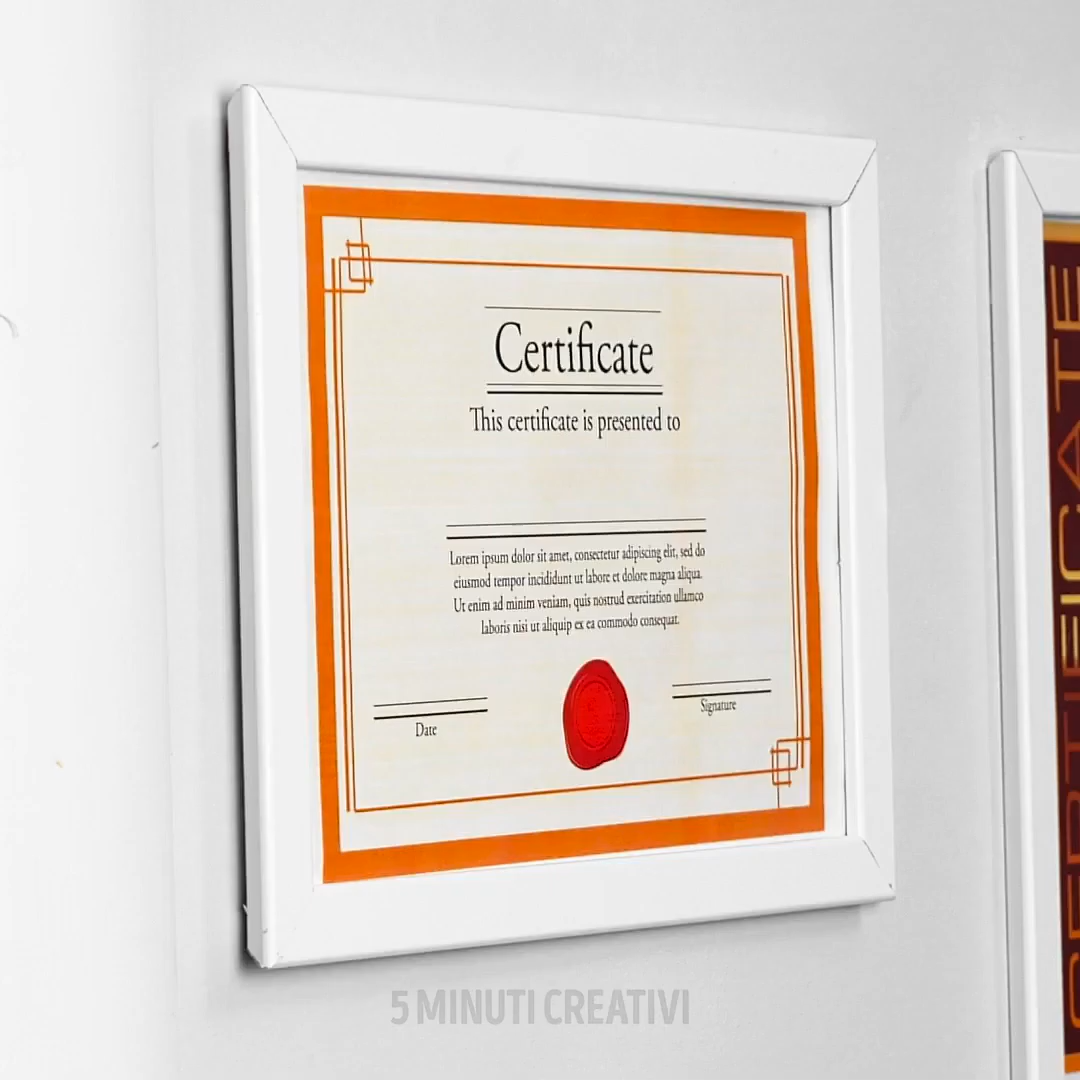 Certificate
This certificate is presented to
Lorem ipsum dolor sit amet, consectetur adipiscing elit, sed do
eiusmod tempor incididunt ut labore et dolore magna aliqua.
Ut enim ad minim veniam, quis nostrud exercitation ullamco
laboris nisi ut aliquip ex ea commodo consequat.
Date
Signature
CERTIFICATE
5 MINUTI CREATIVI